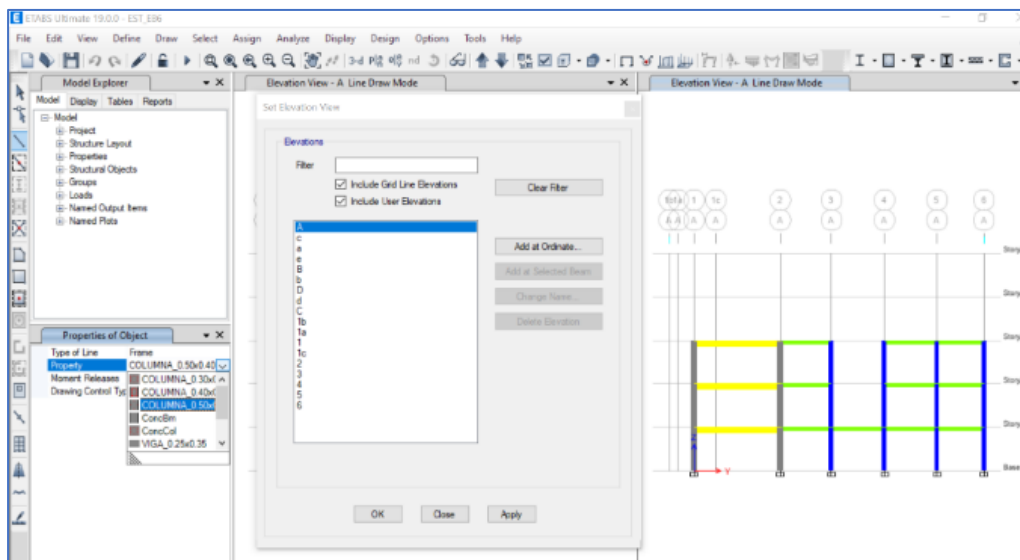 ETABS Ultimate 19.0.0 - EST_E86
File Edit View Define Draw Select Assign Analyze Display Design Options Tools Help
3-d nd
Model Explorer
Model Display Tables Reports
Model
Project
Structure Layout
Properties
Structural Objects
Groups
Loads
Named Output Items
Named Plots
Properties of Object
Type of Line Frame
Property COLUMNA_0.50x0.40
Moment Releases
Drawing Control Typ
COLUMNA_0.30x
COLUMNA_0.40x
COLUMNA_0.50x
ConcBm
ConcCol
VIGA_0.25x0.35
Elevation View - A Line Draw Mode
Set Elevation View
Elevations
Filter
Include Grid Line Elevations
Include User Elevations
Clear Filter
A
c
a
e
B
b
D
d
C
1b
1a
1
1c
2
3
4
5
6
Add at Ordinate...
Add at Selected Beam
Change Name...
Delete Elevation
OK Close Apply
Elevation View - A Line Draw Mode
1 1c 2 3 4 5 6
A A A A A A A A A
Story
Story
Story
Story
Story
Base
Z
Y